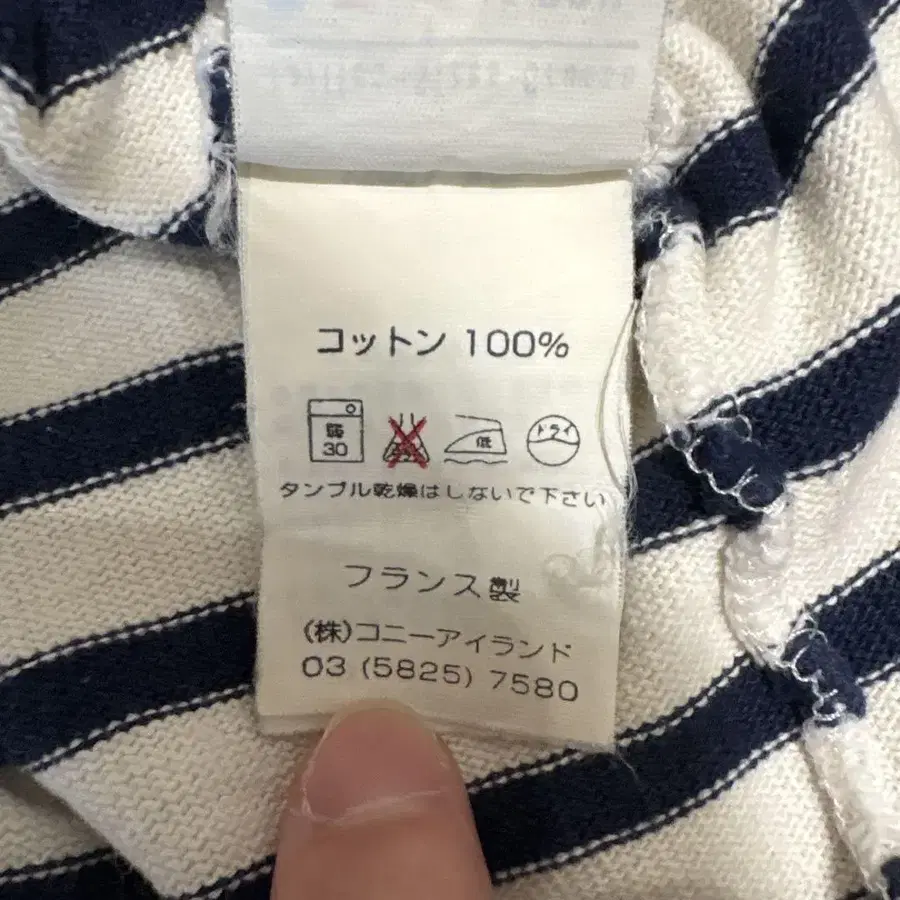 コットン 100%
弱 30 低 ドライ
タンブル乾燥はしないで下さい
フランス製
(株)コニーアイランド
03 (5825) 7580